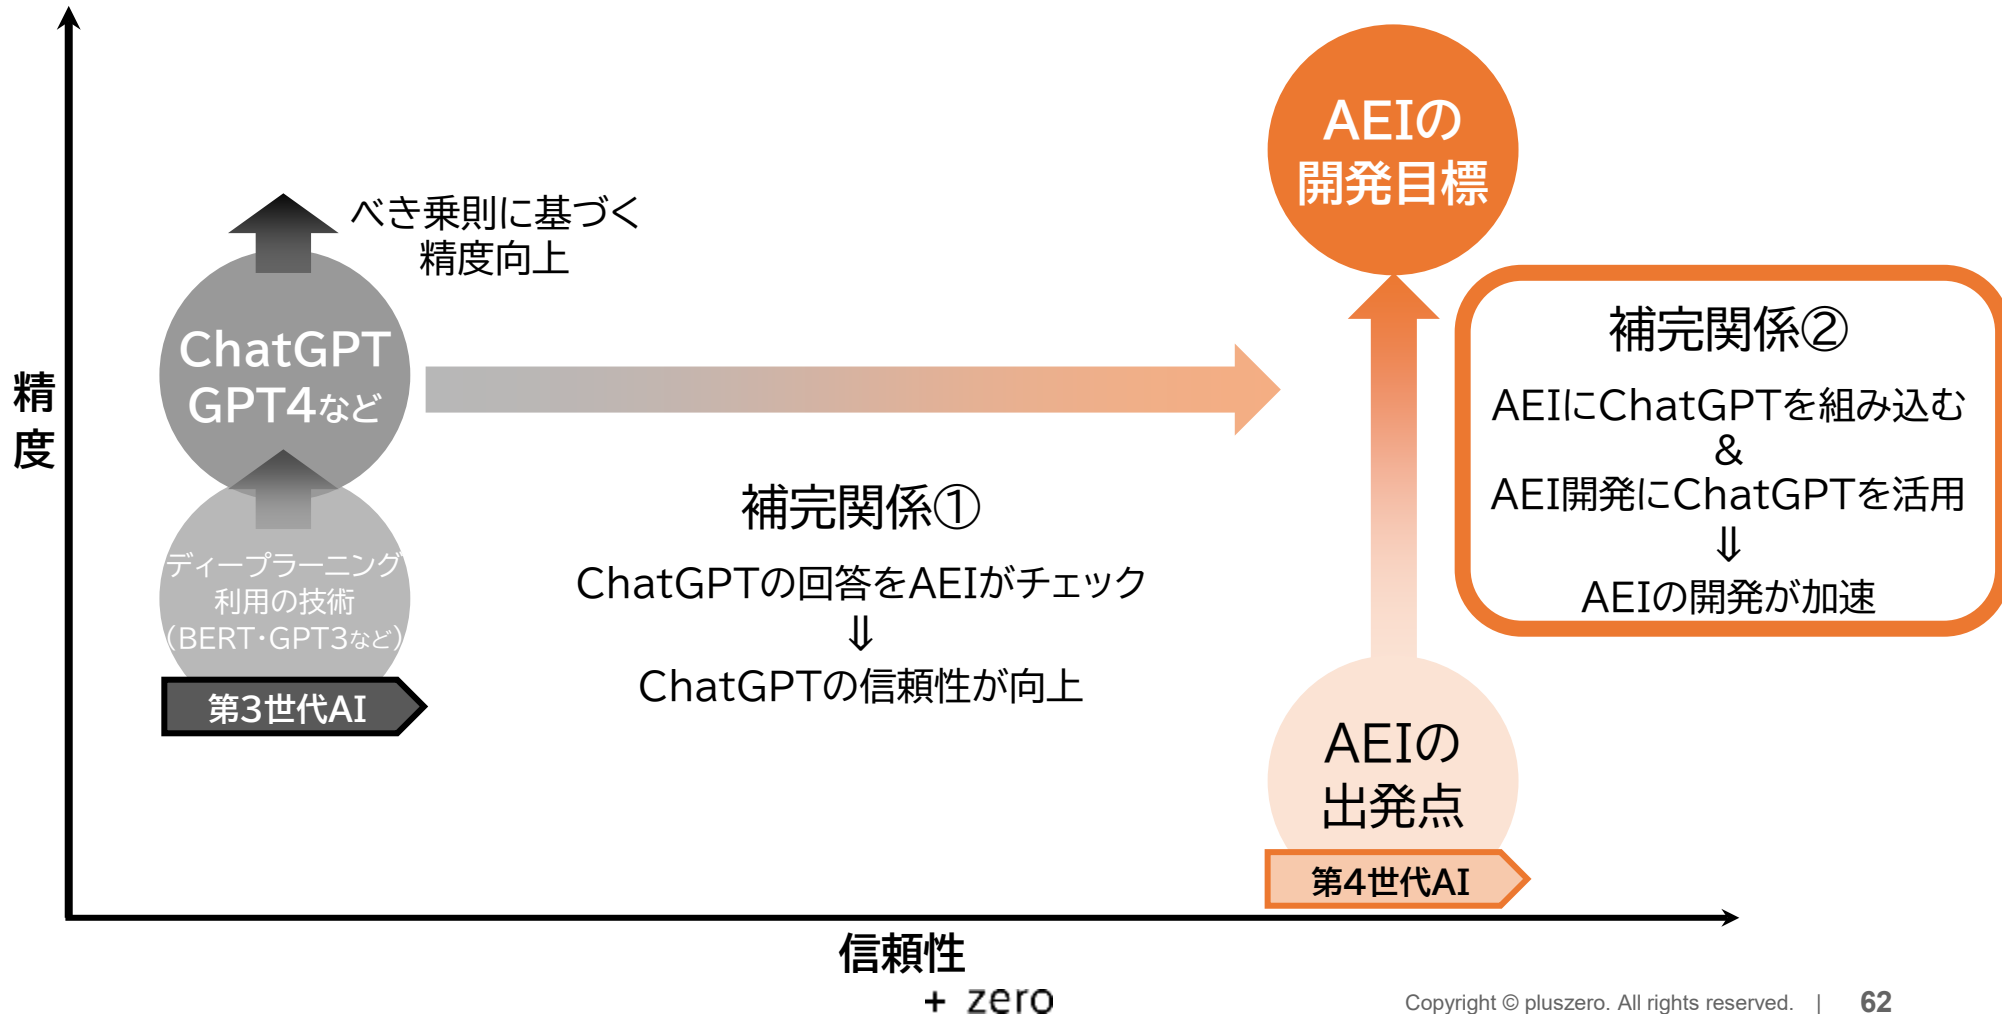 精
度
べき乗則に基づく
精度向上
ChatGPT
GPT4など
ディープラーニング
利用の技術
(BERT・GPT3など)
第3世代AI
補完関係①
ChatGPTの回答をAEIがチェック
⇓
ChatGPTの信頼性が向上
AEIの
開発目標
補完関係②
AEIにChatGPTを組み込む
&
AEI開発にChatGPTを活用
⇓
AEIの開発が加速
AEIの
出発点
第4世代AI
信頼性
+ zero
Copyright © pluszero. All rights reserved. | 62